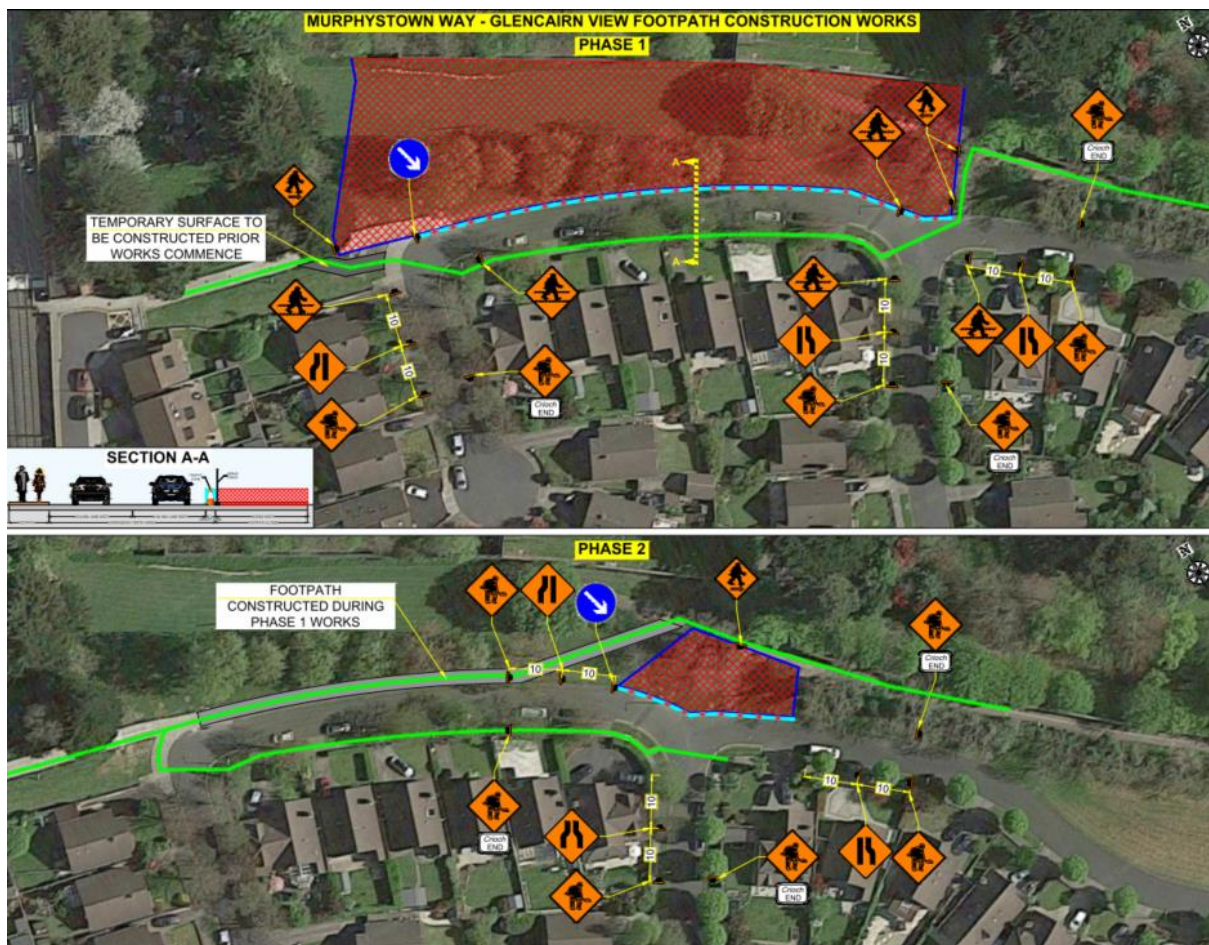 MURPHYSTOWN WAY - GLENCAIRN VIEW FOOTPATH CONSTRUCTION WORKS
PHASE 1
N
Críoch
END
A
TEMPORARY SURFACE TO
BE CONSTRUCTED PRIOR
WORKS COMMENCE
A
10
10
10
10
10
10
Críoch
END
Críoch
END
SECTION A-A
PHASE 2
N
FOOTPATH
CONSTRUCTED DURING
PHASE 1 WORKS
10
10
Críoch
END
10
10
10
10
Críoch
END
Críoch
END